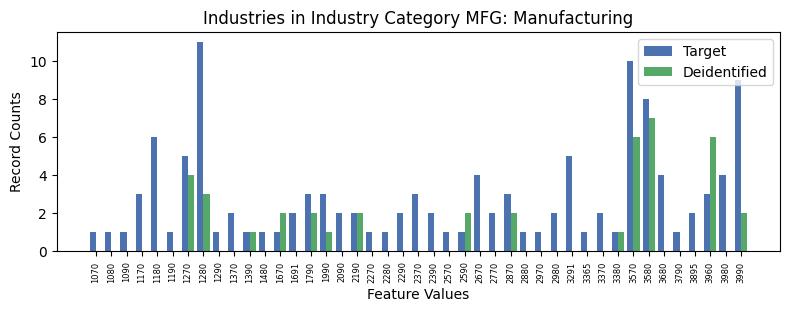 Industries in Industry Category MFG: Manufacturing
Target
Deidentified
Record Counts
10
8
6
4
2
0
1070 1080 1090 1170 1180 1190 1270 1280 1290 1370 1390 1480 1670 1691 1790 1990 2090 2190 2270 2280 2290 2370 2390 2570 2590 2670 2770 2870 2880 2970 2980 3291 3365 3370 3380 3570 3580 3680 3790 3895 3960 3980 3990
Feature Values